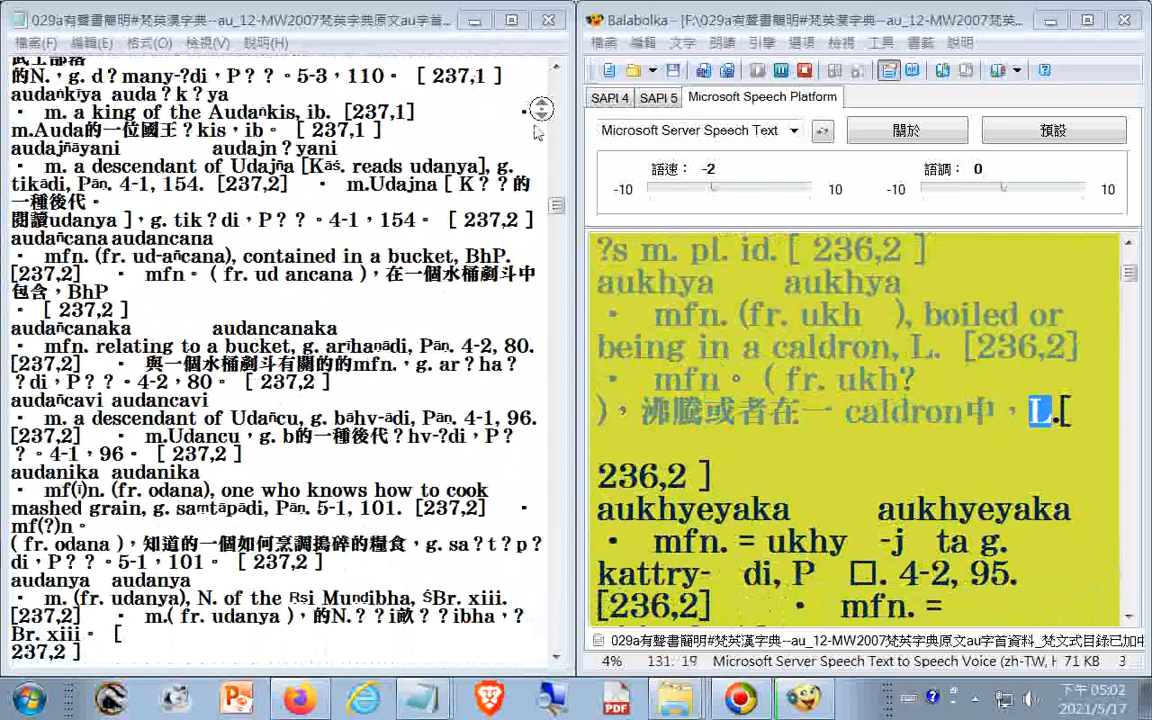 029a有聲書簡明#梵英漢字典--au_12-MW2007梵英字典原文au字首...
檔案(F) 編輯(E) 格式(O) 檢視(V) 說明(H)
武士部落
的N.，g. d？many-?di，P？？。5-3，110。［ 237,1 ］
audaṅkīya auda？k？ya
• m. a king of the Audaṅkis, ib. [237,1] •
m.Auda的一位國王？kis，ib。［ 237,1 ］
audajñāyani audajn？yani
• m. a descendant of Udajña [Kāś. reads udanya], g.
tikādi, Pāṇ. 4-1, 154. [237,2] • m.Udajna［ K？？的
一種後代。
閱讀udanya ]，g. tik？di，P？？。4-1，154。［ 237,2 ］
audañcana audancana
• mfn. (fr. ud-añcana), contained in a bucket, BhP.
[237,2] • mfn。( fr. ud ancana )，在一個水桶剷斗中
包含，BhP
［ 237,2 ］
audañcanaka audancanaka
• mfn. relating to a bucket, g. arīhaṇādi, Pāṇ. 4-2, 80.
[237,2] • 與一個水桶剷斗有關的的mfn.，g. ar？ha？
？di，P？？。4-2，80。［ 237,2 ］
audañcavi audancavi
• m. a descendant of Udañcu, g. bāhv-ādi, Pāṇ. 4-1, 96.
[237,2] • m.Udancu，g. b的一種後代？hv-?di，P？
？。4-1，96。［ 237,2 ］
audanika audanika
• mf(ī)n. (fr. odana), one who knows how to cook
mashed grain, g. saṃtāpādi, Pāṇ. 5-1, 101. [237,2] •
mf(?)n。
( fr. odana )，知道的一個如何烹調搗碎的糧食，g. sa？t？p？
di，P？？。5-1，101。［ 237,2 ］
audanya audanya
• m. (fr. udanya), N. of the Ṛṣi Muṇḍibha, ŚBr. xiii.
[237,2] • m.( fr. udanya )，的N.？？i畝？？ibha，？
Br. xiii。［
237,2 ］
Balabolka - [F:\029a有聲書簡明#梵英漢字典--au_12-MW2007梵英...
檔案 編輯 文字 朗讀 引擎 選項 檢視 工具 書籤 說明
SAPI 4 SAPI 5 Microsoft Speech Platform
Microsoft Server Speech Text 關於 預設
語速： -2 語調： 0
-10 10 -10 10
?s m. pl. id. [ 236,2 ]
aukhya aukhya
• mfn. (fr. ukh ), boiled or
being in a caldron, L. [236,2]
• mfn。( fr. ukh?
)，沸騰或者在一 caldron中，L.[
236,2 ]
aukhyeyaka aukhyeyaka
• mfn. = ukhy -j ta g.
kattry- di, P □. 4-2, 95.
[236,2] • mfn. =
029a有聲書簡明#梵英漢字典--au_12-MW2007梵英字典原文au字首資料_梵文式目錄已加中
4% 131: 19 Microsoft Server Speech Text to Speech Voice (zh-TW, H 71 KB 3
下午 05:02
2021/5/17